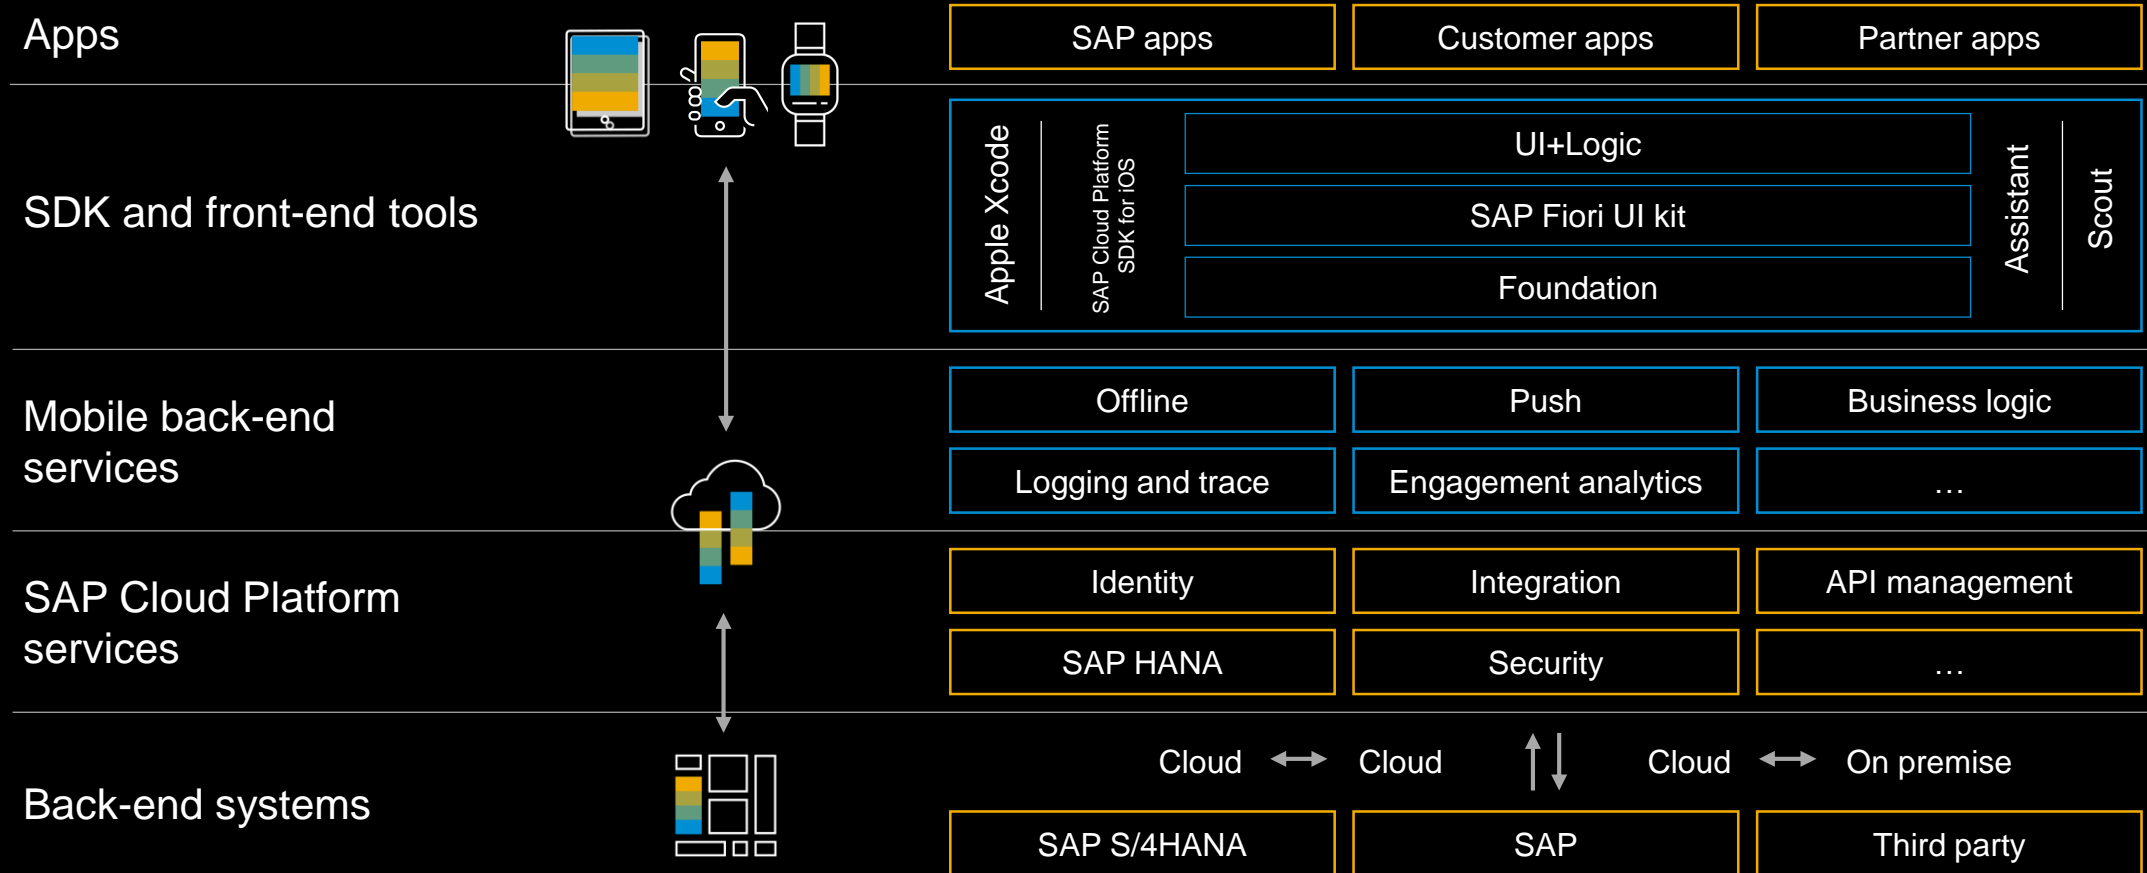 Apps
SAP apps
Customer apps
Partner apps
SDK and front-end tools
Apple Xcode
SAP Cloud Platform
SDK for iOS
UI+Logic
SAP Fiori UI kit
Foundation
Assistant
Scout
Mobile back-end
services
Offline
Push
Business logic
Logging and trace
Engagement analytics
…
SAP Cloud Platform
services
Identity
Integration
API management
SAP HANA
Security
…
Back-end systems
Cloud
Cloud
Cloud
On premise
SAP S/4HANA
SAP
Third party